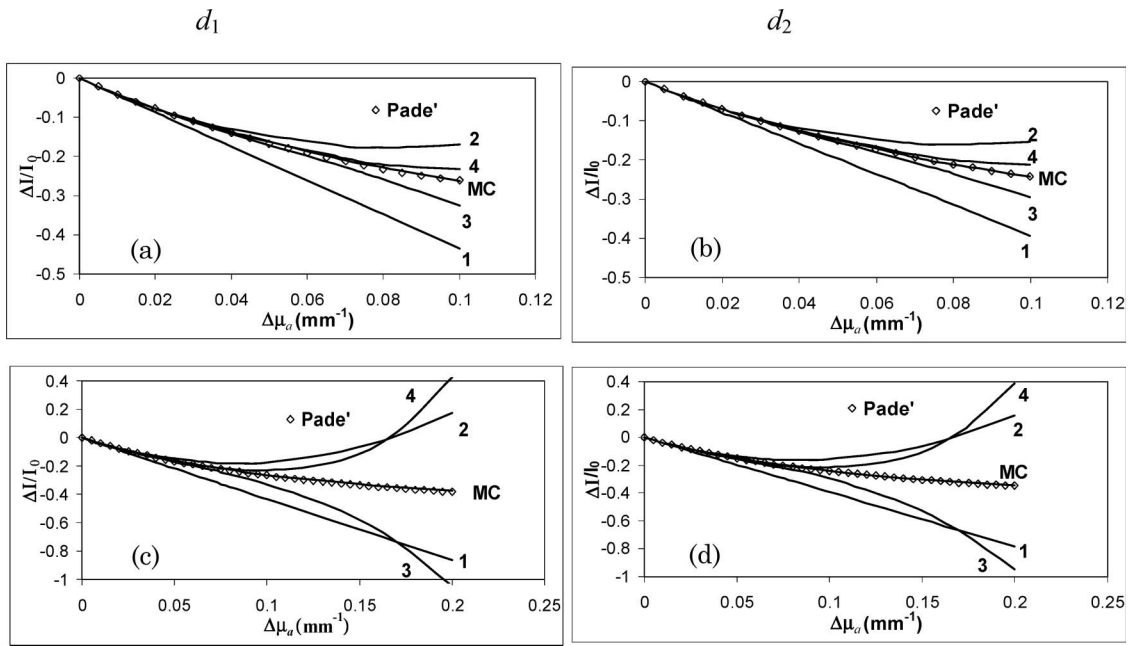 d1 d2
0
-0.1
-0.2
-0.3
-0.4
-0.5
ΔI/I0
◇ Pade'
2
4
MC
3
1
(a)
0 0.02 0.04 0.06 0.08 0.1 0.12
Δμa (mm-1)
0
-0.1
-0.2
-0.3
-0.4
-0.5
ΔI/I0
◇ Pade'
2
4
MC
3
1
(b)
0 0.02 0.04 0.06 0.08 0.1 0.12
Δμa (mm-1)
0.4
0.2
0
-0.2
-0.4
-0.6
-0.8
-1
ΔI/I0
4
◇ Pade'
2
MC
1
3
(c)
0 0.05 0.1 0.15 0.2 0.25
Δμa (mm-1)
0.4
0.2
0
-0.2
-0.4
-0.6
-0.8
-1
ΔI/I0
4
◇ Pade'
2
MC
1
3
(d)
0 0.05 0.1 0.15 0.2 0.25
Δμa (mm-1)